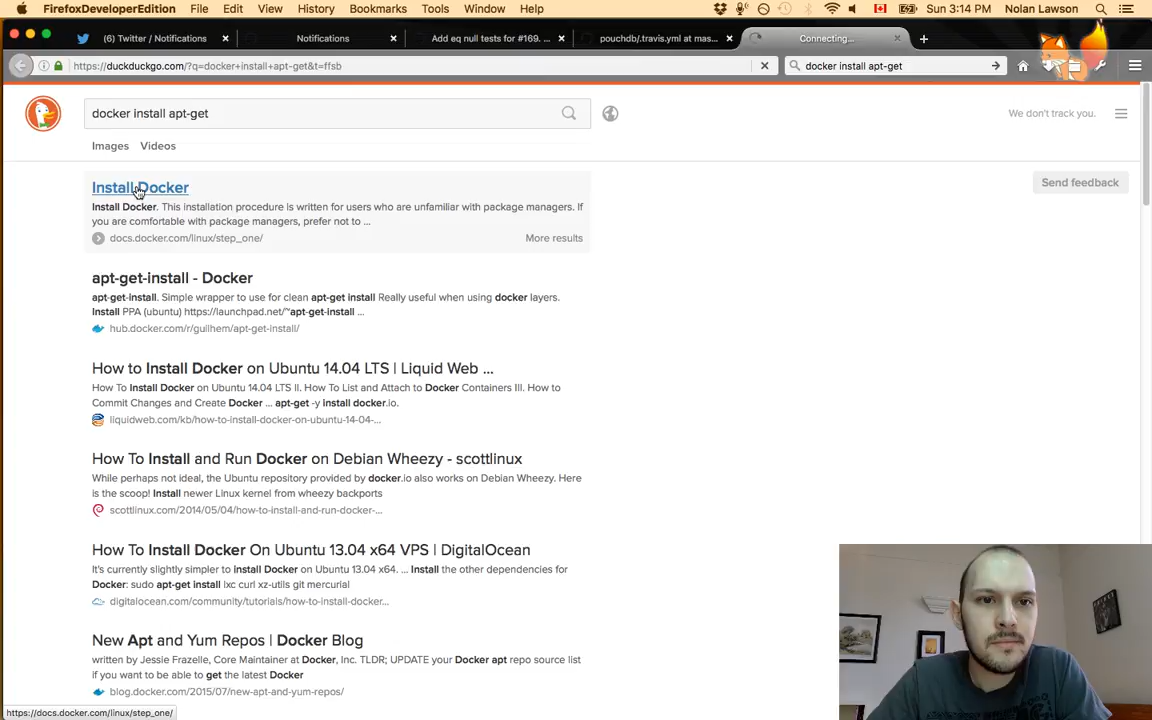 FirefoxDeveloperEdition File Edit View History Bookmarks Tools Window Help Sun 3:14 PM Nolan Lawson
(6) Twitter / Notifications Notifications Add eq null tests for #169. ... pouchdb/.travis.yml at mas... Connecting...
https://duckduckgo.com/?q=docker+install+apt-get&t=ffsb docker install apt-get
docker install apt-get We don't track you.
Images Videos
Install Docker Send feedback
Install Docker. This installation procedure is written for users who are unfamiliar with package managers. If
you are comfortable with package managers, prefer not to ...
docs.docker.com/linux/step_one/ More results
apt-get-install - Docker
apt-get-install. Simple wrapper to use for clean apt-get install Really useful when using docker layers.
Install PPA (ubuntu) https://launchpad.net/~apt-get-install ...
hub.docker.com/r/guilhem/apt-get-install/
How to Install Docker on Ubuntu 14.04 LTS | Liquid Web ...
How To Install Docker on Ubuntu 14.04 LTS II. How To List and Attach to Docker Containers III. How to
Commit Changes and Create Docker ... apt-get -y install docker.io.
liquidweb.com/kb/how-to-install-docker-on-ubuntu-14-04-...
How To Install and Run Docker on Debian Wheezy - scottlinux
While perhaps not ideal, the Ubuntu repository provided by docker.io also works on Debian Wheezy. Here
is the scoop! Install newer Linux kernel from wheezy backports
scottlinux.com/2014/05/04/how-to-install-and-run-docker-...
How To Install Docker On Ubuntu 13.04 x64 VPS | DigitalOcean
It's currently slightly simpler to install Docker on Ubuntu 13.04 x64. ... Install the other dependencies for
Docker: sudo apt-get install lxc curl xz-utils git mercurial
digitalocean.com/community/tutorials/how-to-install-docker...
New Apt and Yum Repos | Docker Blog
written by Jessie Frazelle, Core Maintainer at Docker, Inc. TLDR; UPDATE your Docker apt repo source list
if you want to be able to get the latest Docker
blog.docker.com/2015/07/new-apt-and-yum-repos/
https://docs.docker.com/linux/step_one/